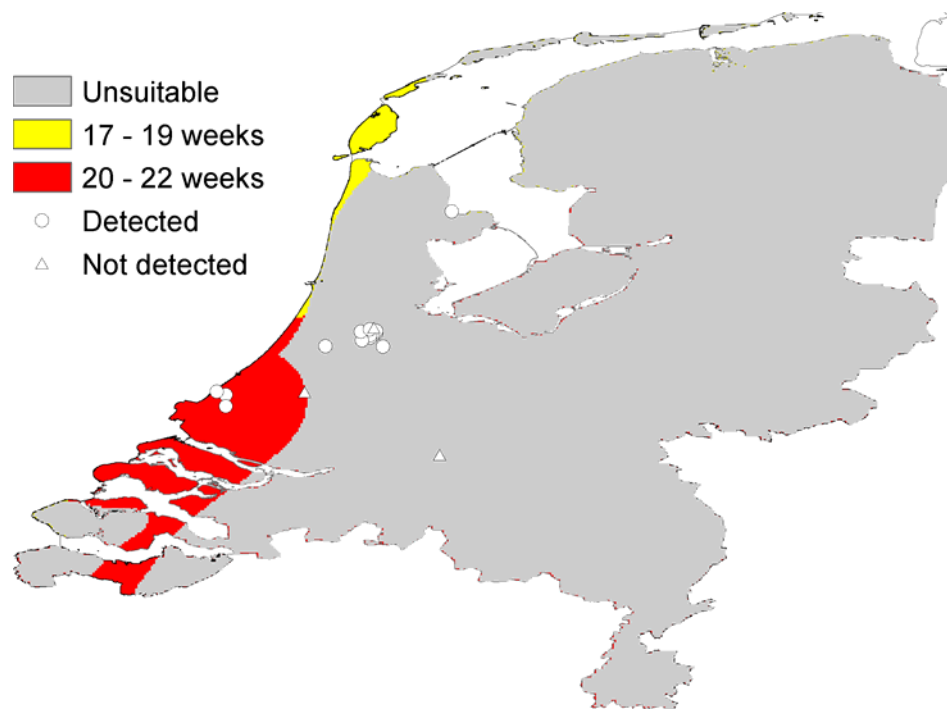 Unsuitable
17 - 19 weeks
20 - 22 weeks
Detected
Not detected